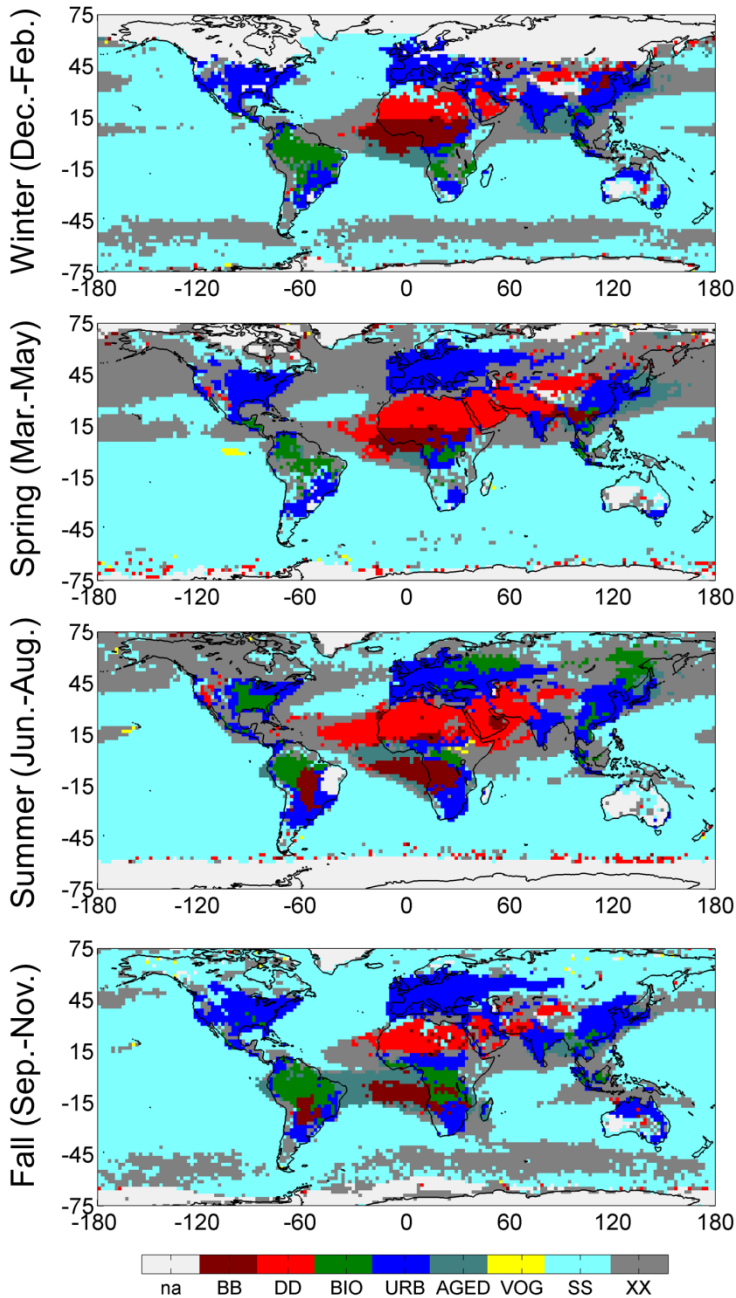 Winter (Dec.-Feb.)
75
45
15
-15
-45
-75
-180 -120 -60 0 60 120 180
Spring (Mar.-May)
75
45
15
-15
-45
75
-180 -120 -60 0 60 120 180
Summer (Jun.-Aug.)
75
45
15
-15
-45
-75
-180 -120 -60 0 60 120 180
Fall (Sep.-Nov.)
75
45
15
-15
-45
75
-180 -120 -60 0 60 120 180
na BB DD BIO URB AGED VOG SS XX